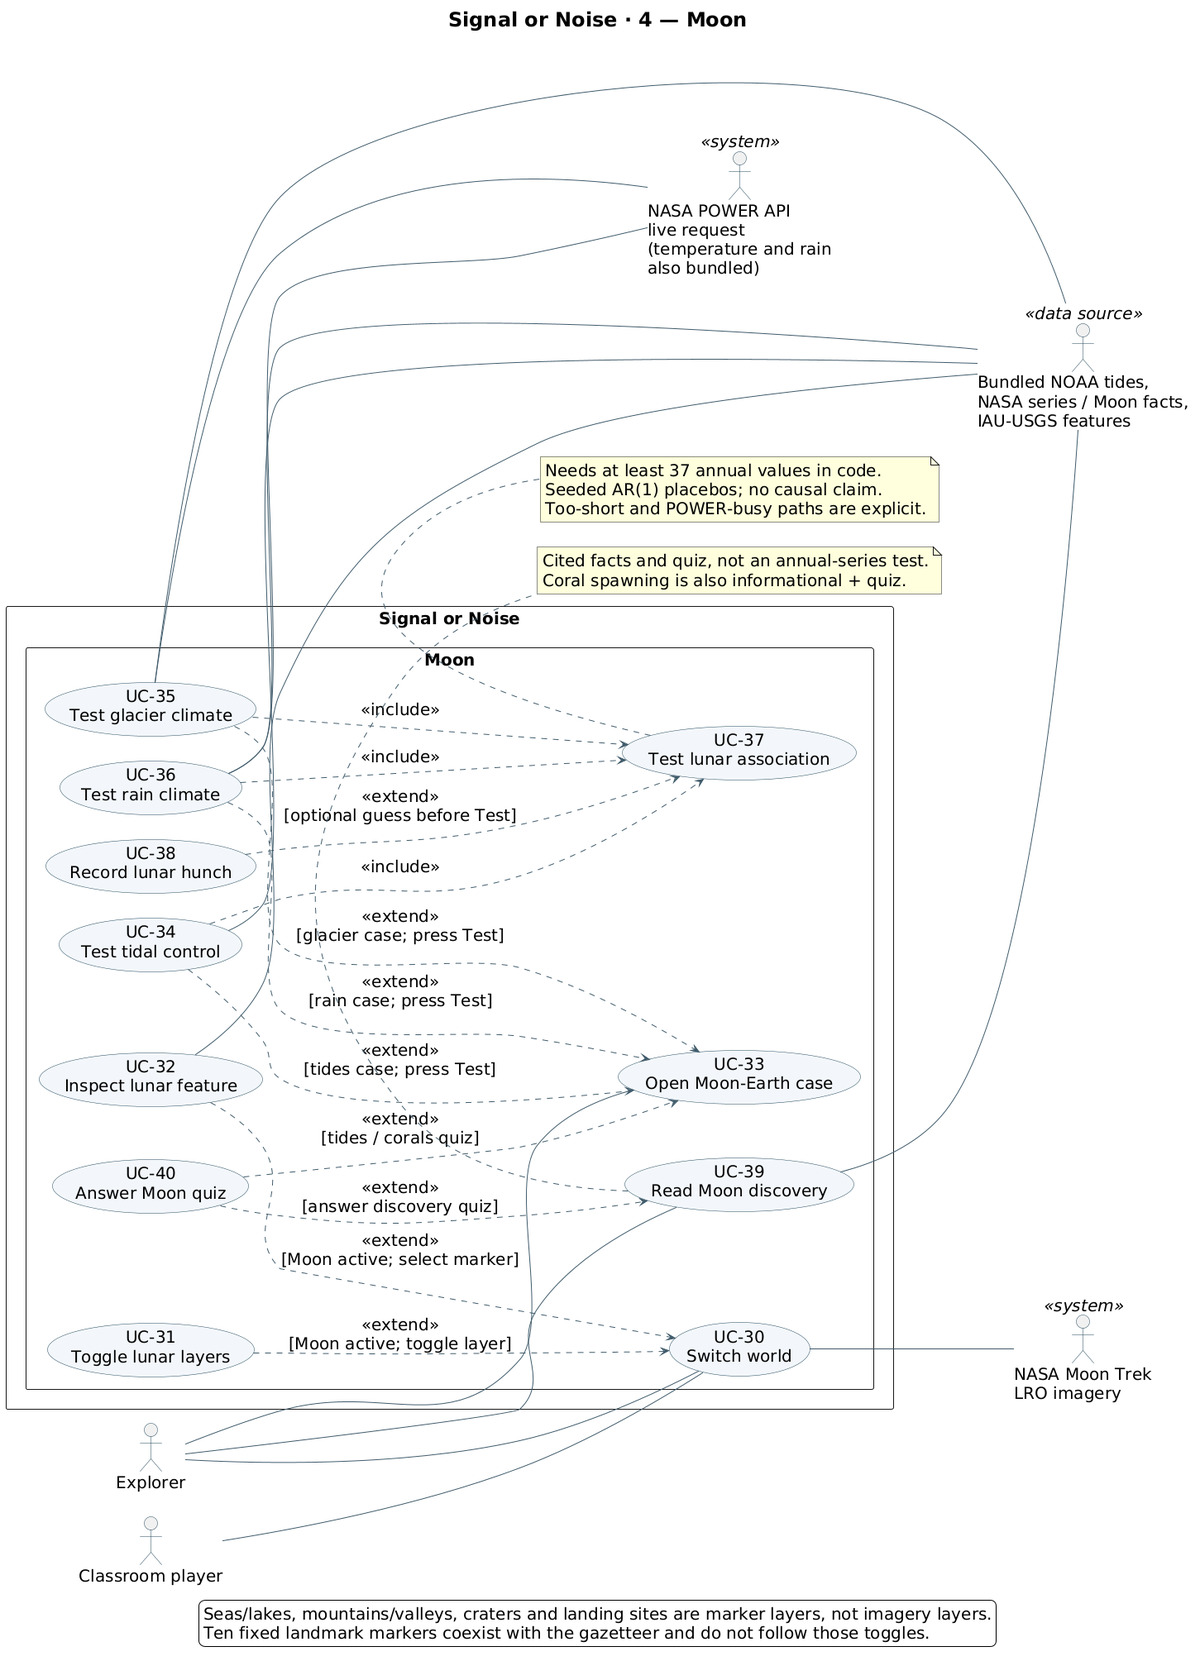 Signal or Noise · 4 — Moon
«system»
NASA POWER API
live request
(temperature and rain
also bundled)
«data source»
Bundled NOAA tides,
NASA series / Moon facts,
IAU-USGS features
Needs at least 37 annual values in code.
Seeded AR(1) placebos; no causal claim.
Too-short and POWER-busy paths are explicit.
Cited facts and quiz, not an annual-series test.
Coral spawning is also informational + quiz.
Signal or Noise
Moon
UC-35
Test glacier climate
«include»
UC-37
Test lunar association
UC-36
Test rain climate
«include»
«extend»
[optional guess before Test]
UC-38
Record lunar hunch
«include»
UC-34
Test tidal control
«extend»
[glacier case; press Test]
«extend»
[rain case; press Test]
UC-32
Inspect lunar feature
«extend»
[tides case; press Test]
UC-33
Open Moon-Earth case
«extend»
[tides / corals quiz]
UC-40
Answer Moon quiz
«extend»
[answer discovery quiz]
UC-39
Read Moon discovery
«extend»
[Moon active; select marker]
UC-31
Toggle lunar layers
«extend»
[Moon active; toggle layer]
UC-30
Switch world
«system»
NASA Moon Trek
LRO imagery
Explorer
Classroom player
Seas/lakes, mountains/valleys, craters and landing sites are marker layers, not imagery layers.
Ten fixed landmark markers coexist with the gazetteer and do not follow those toggles.